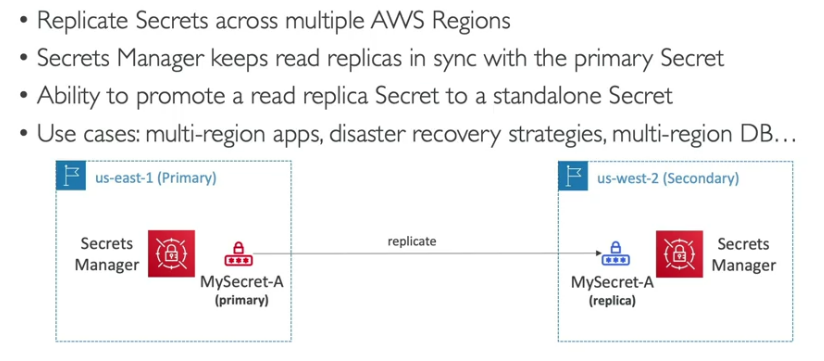 • Replicate Secrets across multiple AWS Regions
• Secrets Manager keeps read replicas in sync with the primary Secret
• Ability to promote a read replica Secret to a standalone Secret
• Use cases: multi-region apps, disaster recovery strategies, multi-region DB…
us-east-1 (Primary)
us-west-2 (Secondary)
Secrets
Manager
MySecret-A
(primary)
replicate
MySecret-A
(replica)
Secrets
Manager